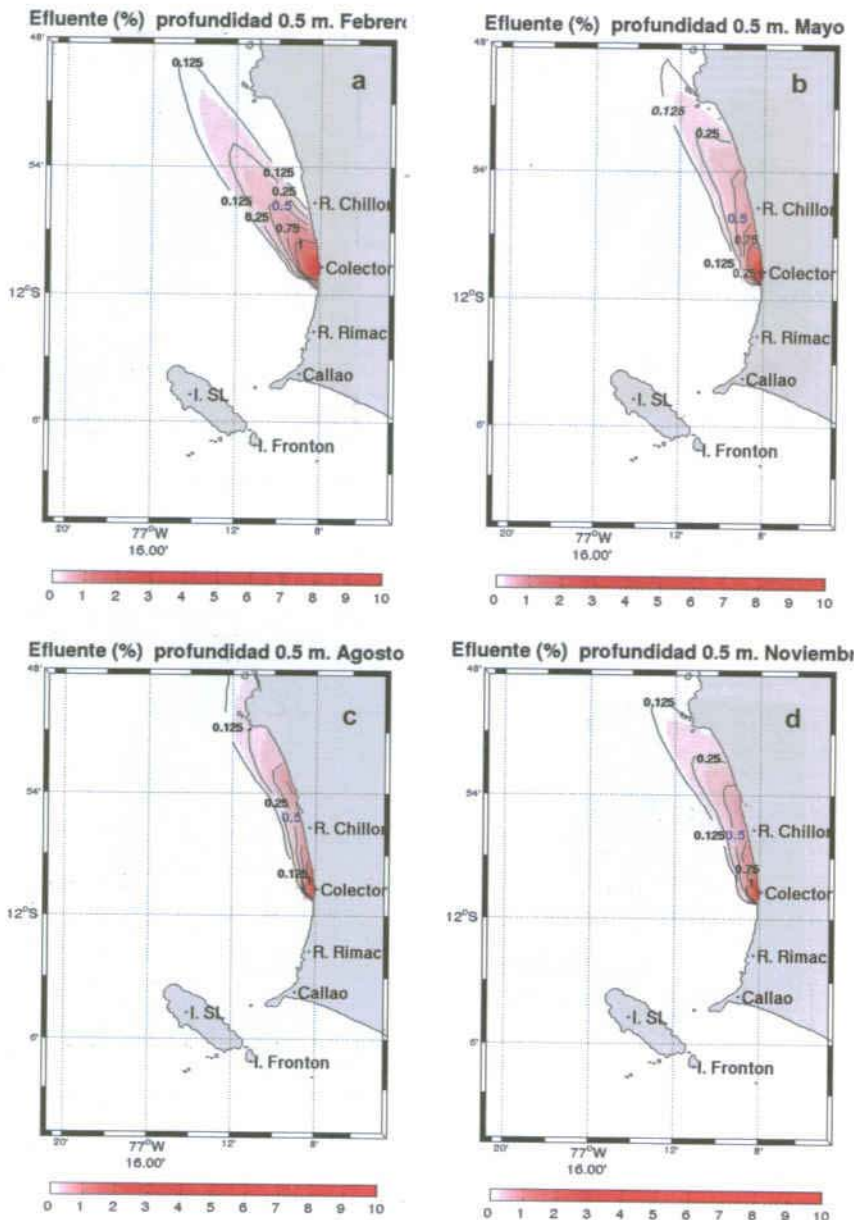 Efluente (%) profundidad 0.5 m. Febrero
48'
a
0.125
54'
0.125
0.25
0.125
0.5
0.25
0.75
1
R. Chillon
Colector
12°S
R. Rimac
Callao
I. SL
6'
I. Fronton
20'
77°W
16.00'
12'
8'
0 1 2 3 4 5 6 7 8 9 10
Efluente (%) profundidad 0.5 m. Mayo
48'
b
0.125
0.25
54'
R. Chillon
0.5
0.75
0.125
0.25
Colector
12°S
R. Rimac
Callao
I. SL
6'
I. Fronton
20'
77°W
16.00'
12'
8'
0 1 2 3 4 5 6 7 8 9 10
Efluente (%) profundidad 0.5 m. Agosto
48'
c
0.125
54'
0.25
0.5
R. Chillon
0.125
Colector
12°S
R. Rimac
Callao
I. SL
6'
I. Fronton
20'
77°W
16.00'
12'
8'
0 1 2 3 4 5 6 7 8 9 10
Efluente (%) profundidad 0.5 m. Noviembr
48'
0.125
d
0.25
54'
R. Chillon
0.125
0.5
0.75
Colector
12°S
R. Rimac
Callao
I. SL
6'
I. Fronton
20'
77°W
16.00'
12'
8'
0 1 2 3 4 5 6 7 8 9 10